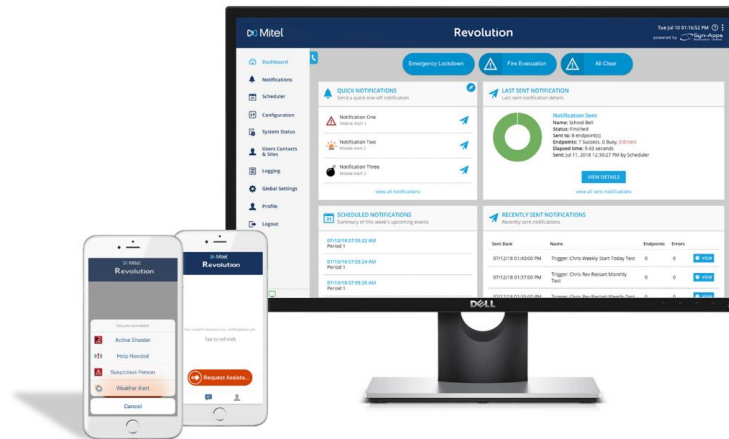 Mitel
Revolution
Tue Jul 10 01:16:52 PM
powered by Syn-Apps
Dashboard
Notifications
Scheduler
Configuration
System Status
Users Contacts
& Sites
Logging
Global Settings
Profile
Logout
Emergency Lockdown
Fire Evacuation
All Clear
QUICK NOTIFICATIONS
Send a quick one-off notification
Notification One
Mobile Alert 1
Notification Two
Mobile Alert 2
Notification Three
Mobile Alert 3
view all notifications
LAST SENT NOTIFICATION
Last sent notification details
Notification Sent
Name: School Bell
Status: Finished
Sent to: 8 endpoint(s)
Endpoints: 7 Success, 0 Busy, 0 Errors
Elapsed time: 9.42 seconds
Sent: Jul 11, 2018 12:30:27 PM by Scheduler
VIEW DETAILS
view all sent notifications
31
SCHEDULED NOTIFICATIONS
Summary of this week's upcoming events
07/13/18 07:55:22 AM
Period 1
07/13/18 07:55:24 AM
Period 1
07/13/18 07:55:25 AM
Period 1
RECENTLY SENT NOTIFICATIONS
Recently sent notifications
Sent Date Name Endpoints Errors
07/12/18 01:40:00 PM Trigger: Chris Weekly Start Today Test 0 0 VIEW
07/12/18 01:37:00 PM Trigger: Chris Rev Restart Monthly Test 0 0 VIEW
DELL
Mitel
Revolution
Active Shooter
Help Needed
Suspicious Person
Weather Alert
Cancel
Mitel
Revolution
You haven't received any notifications yet.
Tap to refresh
Request Assista...